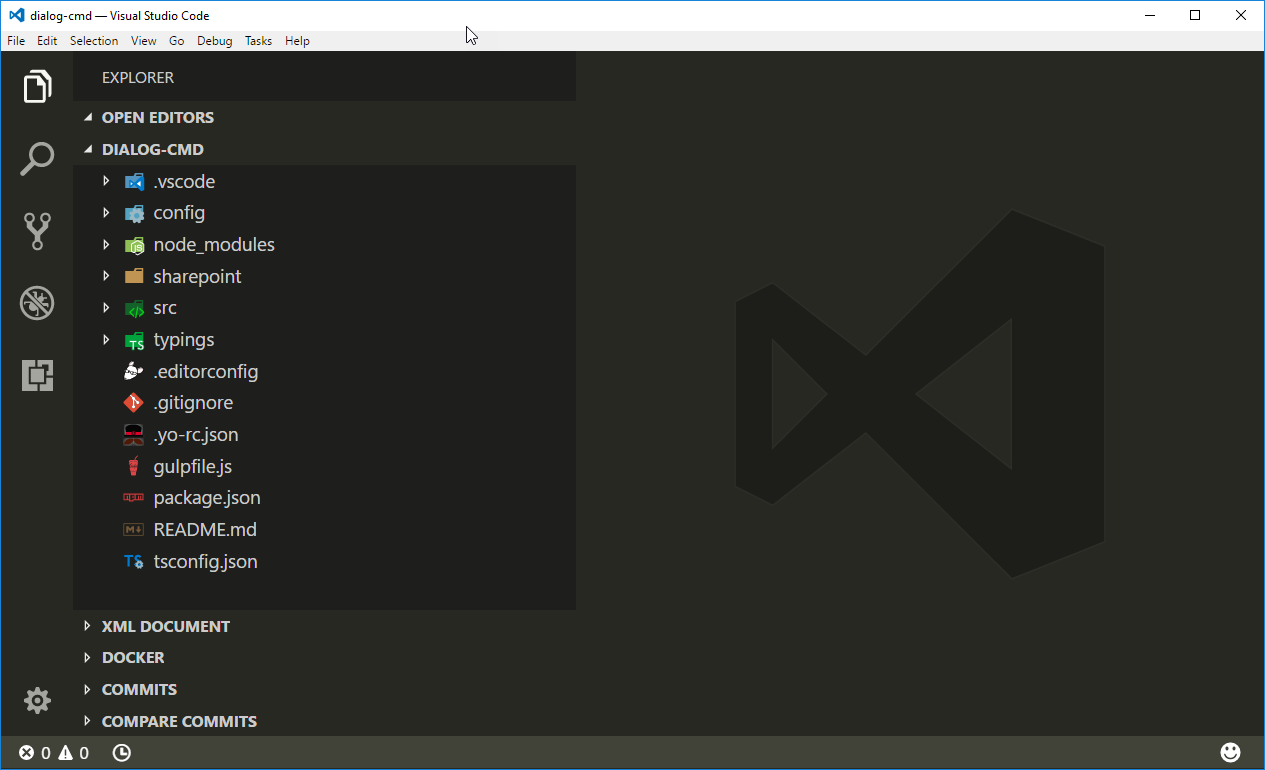 dialog-cmd — Visual Studio Code
File Edit Selection View Go Debug Tasks Help
EXPLORER
OPEN EDITORS
DIALOG-CMD
.vscode
config
node_modules
sharepoint
src
typings
.editorconfig
.gitignore
.yo-rc.json
gulpfile.js
package.json
README.md
tsconfig.json
XML DOCUMENT
DOCKER
COMMITS
COMPARE COMMITS
0 0